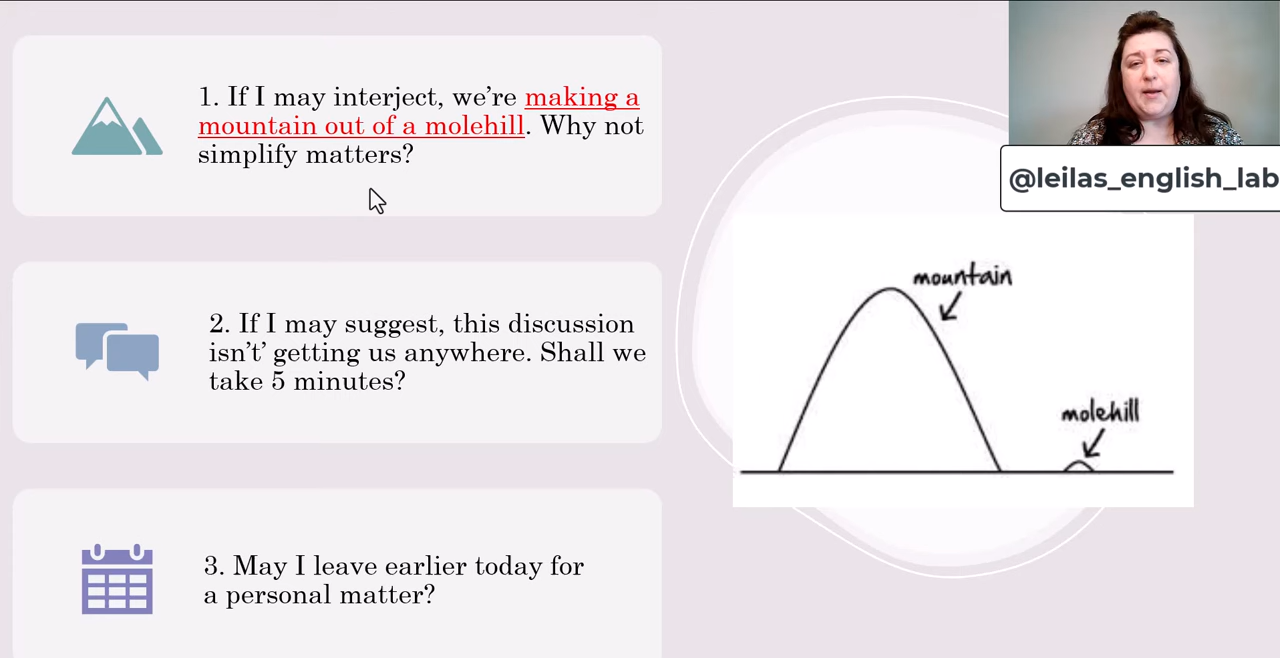 1. If I may interject, we’re making a
mountain out of a molehill. Why not
simplify matters?
2. If I may suggest, this discussion
isn’t’ getting us anywhere. Shall we
take 5 minutes?
3. May I leave earlier today for
a personal matter?
@leilas_english_lab
mountain
molehill